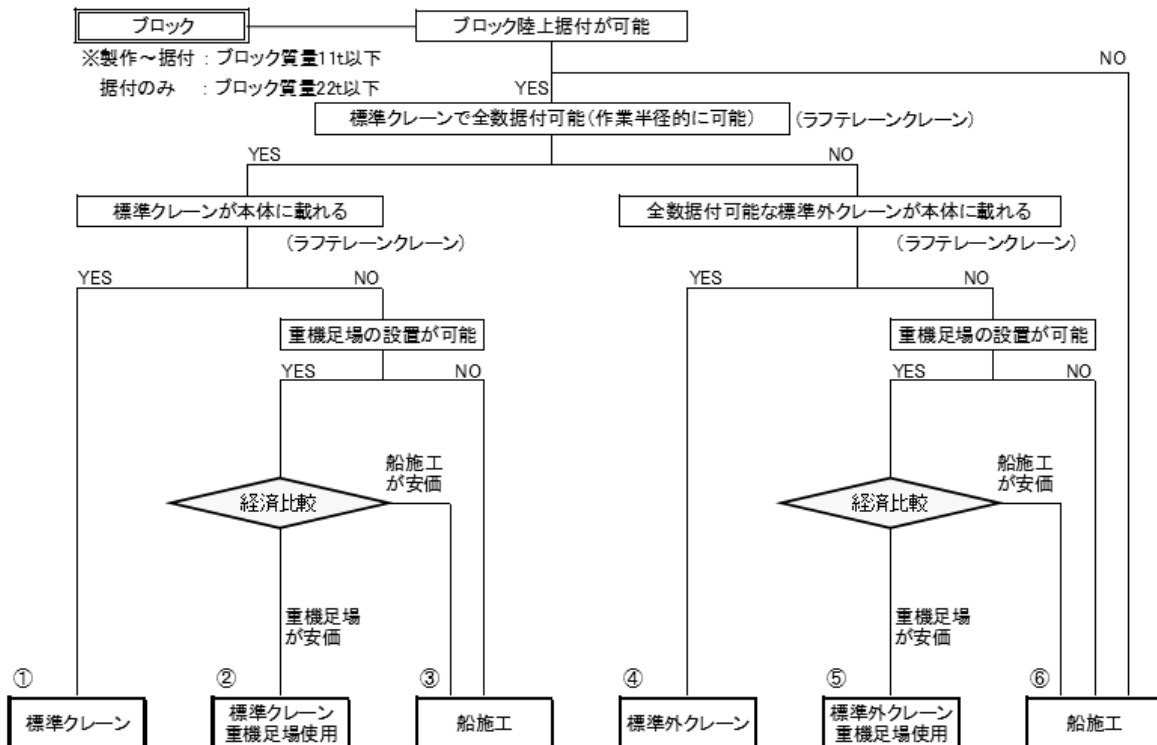 ブロック
ブロック陸上据付が可能
※製作～据付 : ブロック質量11t以下
据付のみ : ブロック質量22t以下
NO
YES
標準クレーンで全数据付可能(作業半径的に可能)
(ラフテレーンクレーン)
YES
NO
標準クレーンが本体に載れる
全数据付可能な標準外クレーンが本体に載れる
(ラフテレーンクレーン)
(ラフテレーンクレーン)
YES
NO
YES
NO
重機足場の設置が可能
重機足場の設置が可能
YES
NO
YES
NO
船施工
が安価
船施工
が安価
経済比較
経済比較
重機足場
が安価
重機足場
が安価
①
②
③
④
⑤
⑥
標準クレーン
標準クレーン
重機足場使用
船施工
標準外クレーン
標準外クレーン
重機足場使用
船施工